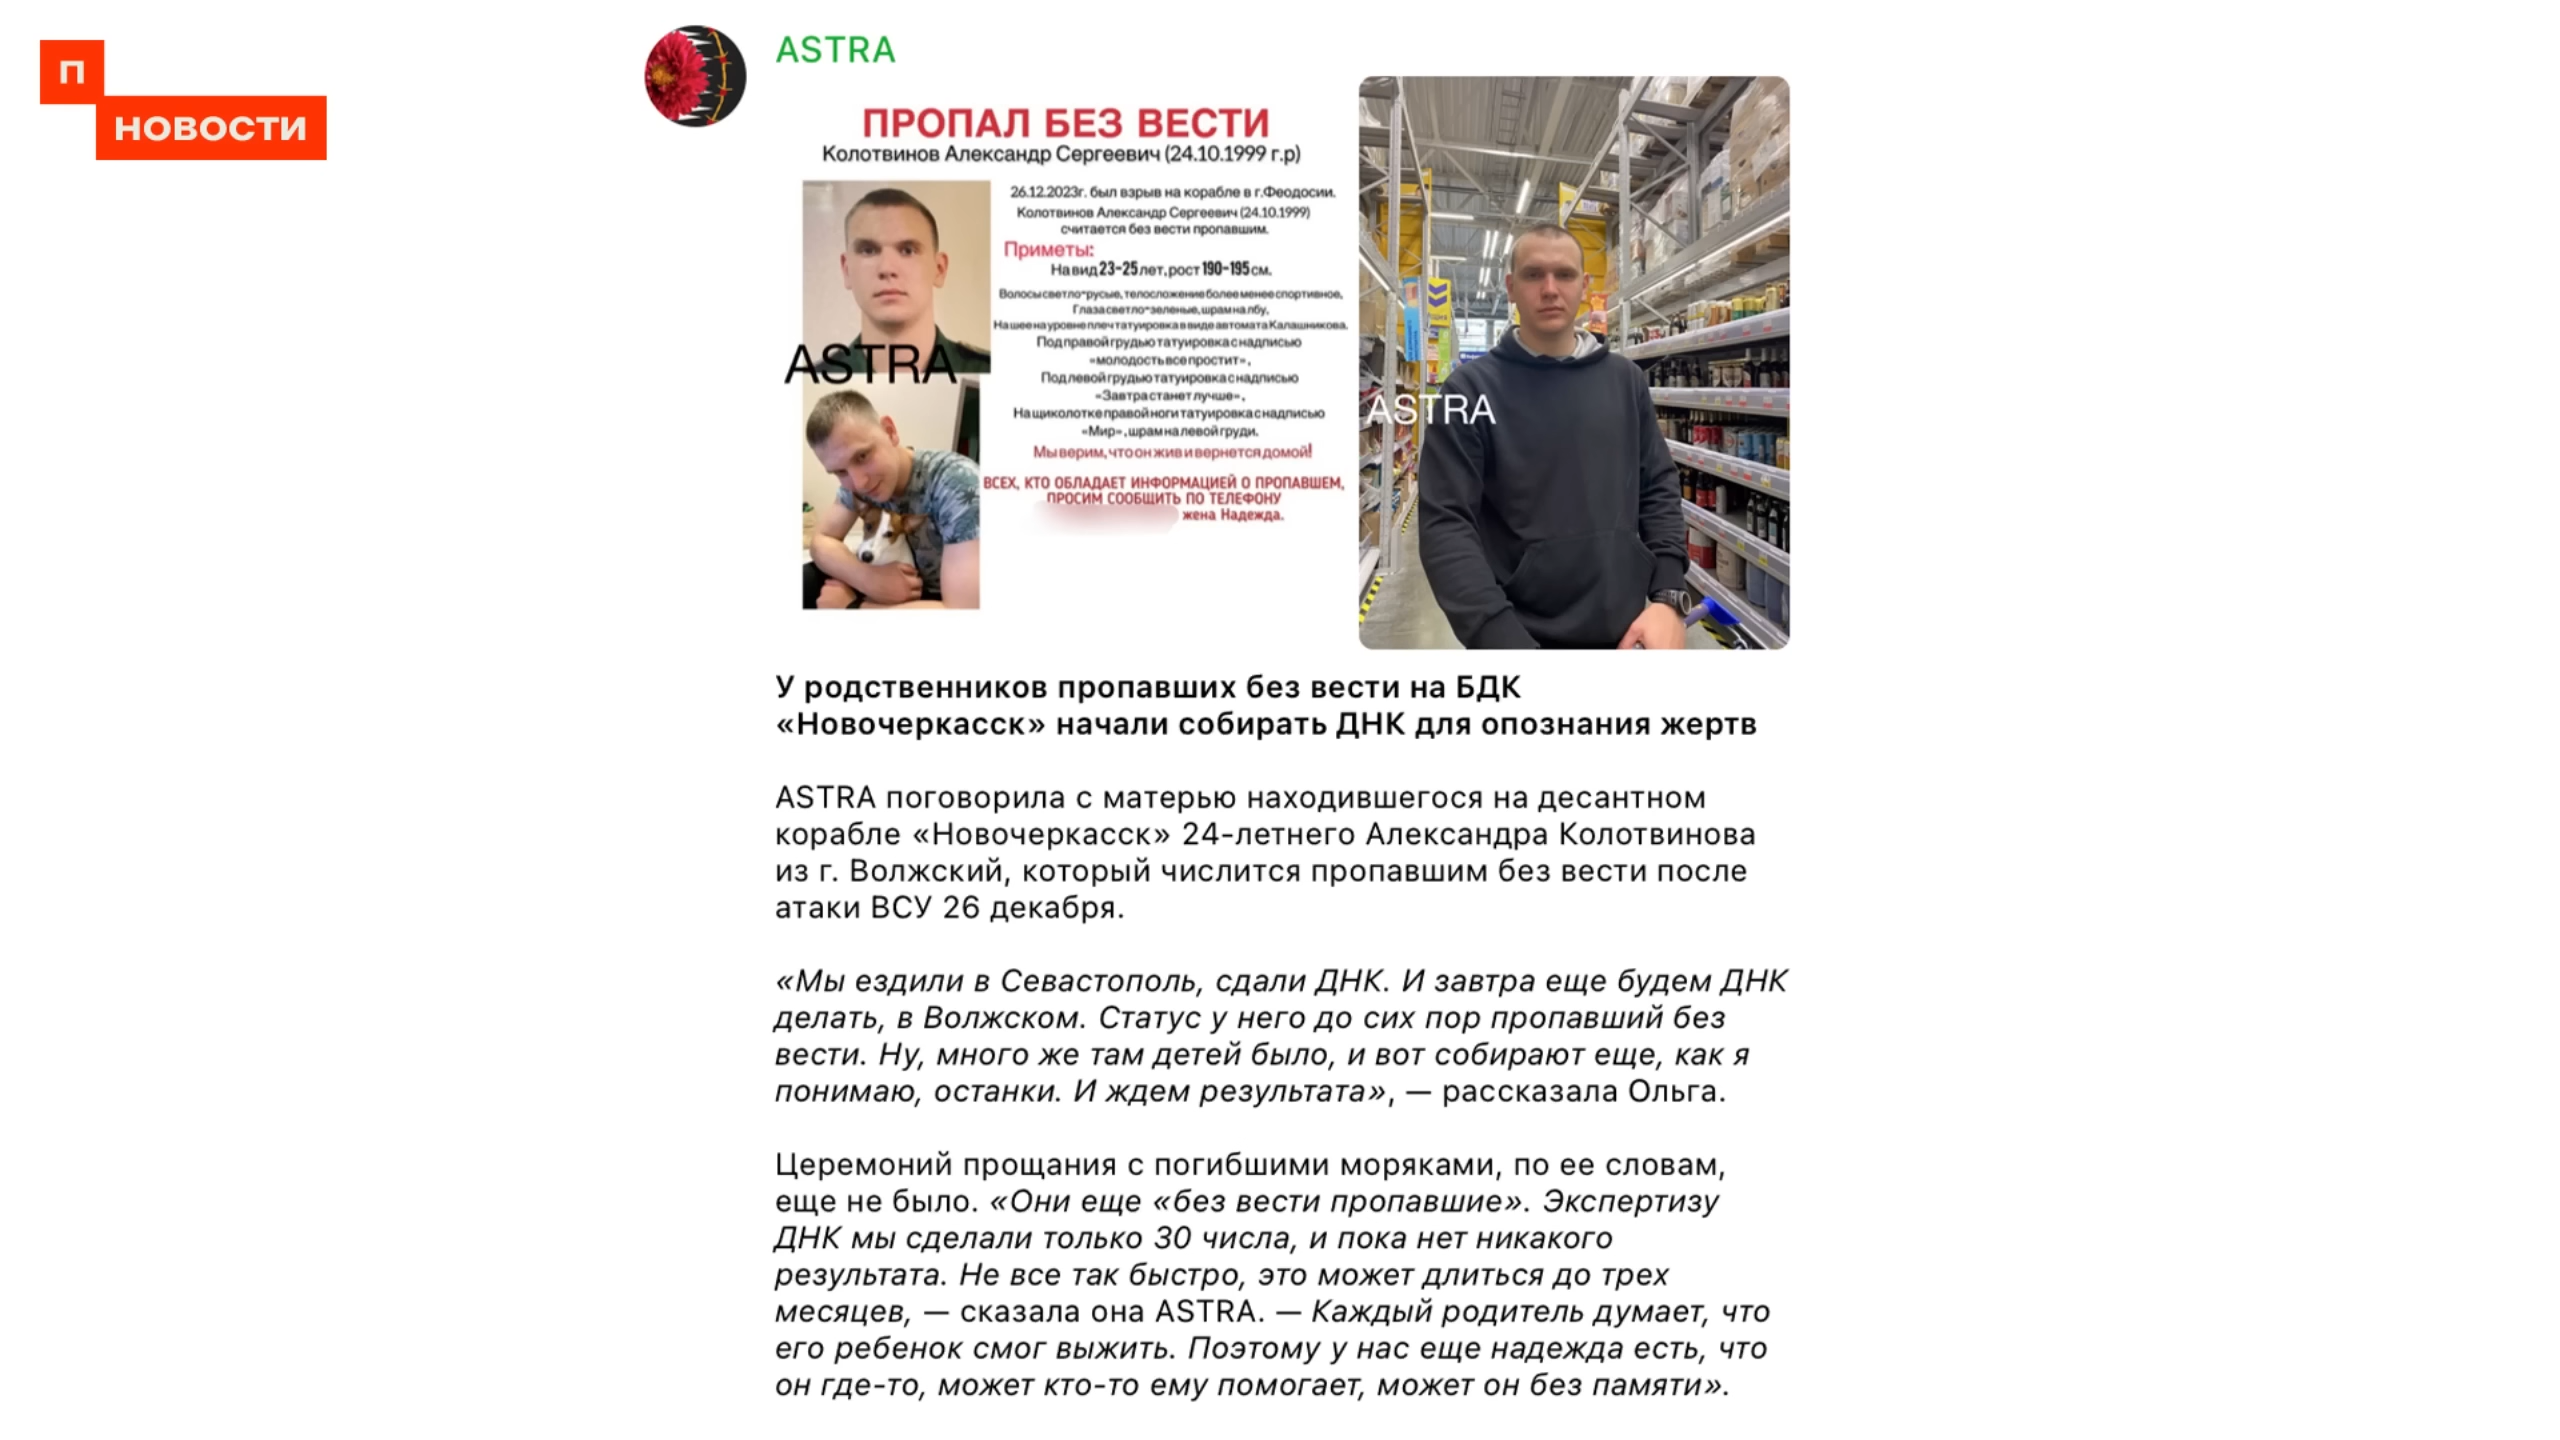 П
НОВОСТИ
ASTRA
ПРОПАЛ БЕЗ ВЕСТИ
Колотвинов Александр Сергеевич (24.10.1999 г.р)
26.12.2023г. был взрыв на корабле в г.Феодосии.
Колотвинов Александр Сергеевич (24.10.1999)
считается без вести пропавшим.
Приметы:
На вид 23-25 лет, рост 190-195 см.
Волосы светло-русые, телосложение более менее спортивное,
Глаза светло-зеленые, шрам на лбу,
На шее на уровне плеч татуировка в виде автомата Калашникова.
Под правой грудью татуировка с надписью
«молодость все простит»,
Под левой грудью татуировка с надписью
«Завтра станет лучше»,
На щиколотке правой ноги татуировка с надписью
«Мир», шрам на левой груди.
Мы верим, что он жив и вернется домой!
ВСЕХ, КТО ОБЛАДАЕТ ИНФОРМАЦИЕЙ О ПРОПАВШЕМ,
ПРОСИМ СООБЩИТЬ ПО ТЕЛЕФОНУ
жена Надежда.
ASTRA
ASTRA
У родственников пропавших без вести на БДК
«Новочеркасск» начали собирать ДНК для опознания жертв
ASTRA поговорила с матерью находившегося на десантном
корабле «Новочеркасск» 24-летнего Александра Колотвинова
из г. Волжский, который числится пропавшим без вести после
атаки ВСУ 26 декабря.
«Мы ездили в Севастополь, сдали ДНК. И завтра еще будем ДНК
делать, в Волжском. Статус у него до сих пор пропавший без
вести. Ну, много же там детей было, и вот собирают еще, как я
понимаю, останки. И ждем результата», — рассказала Ольга.
Церемоний прощания с погибшими моряками, по ее словам,
еще не было. «Они еще «без вести пропавшие». Экспертизу
ДНК мы сделали только 30 числа, и пока нет никакого
результата. Не все так быстро, это может длиться до трех
месяцев, — сказала она ASTRA. — Каждый родитель думает, что
его ребенок смог выжить. Поэтому у нас еще надежда есть, что
он где-то, может кто-то ему помогает, может он без памяти».